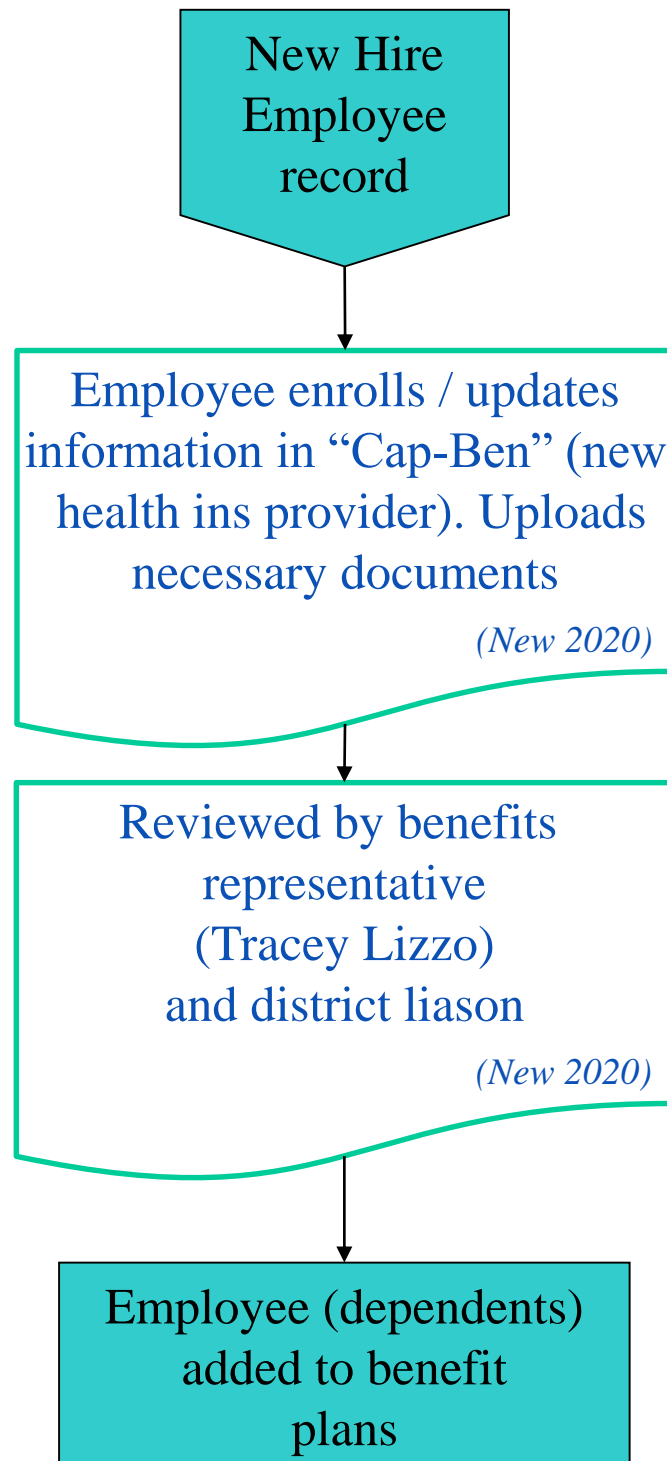 New Hire
Employee
record
Employee enrolls / updates
information in “Cap-Ben” (new
health ins provider). Uploads
necessary documents
(New 2020)
Reviewed by benefits
representative
(Tracey Lizzo)
and district liason
(New 2020)
Employee (dependents)
added to benefit
plans